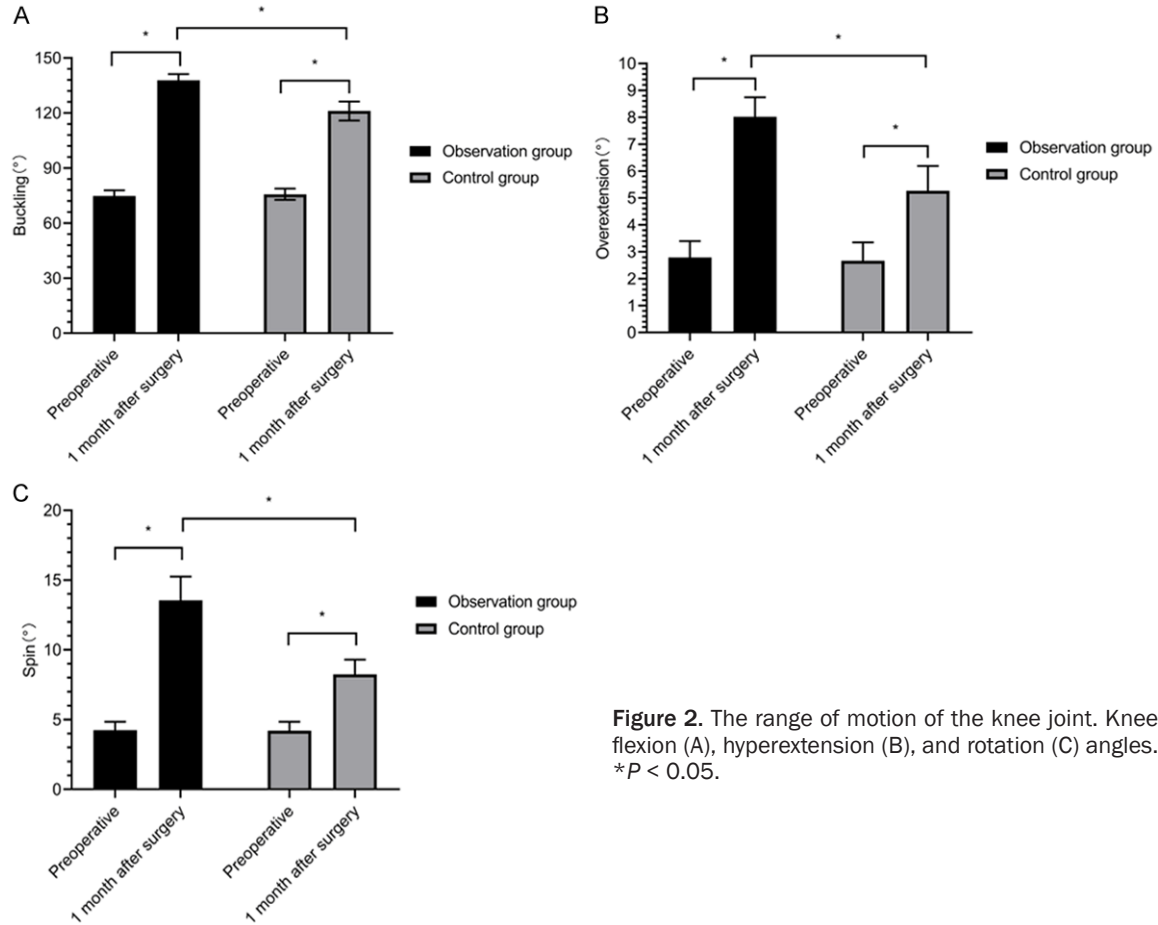 A
*
*
*
150
120
90
60
30
0
Buckling (°)
Preoperative
1 month after surgery
Preoperative
1 month after surgery
Observation group
Control group
B
*
*
*
10
9
8
7
6
5
4
3
2
1
0
Overextension (°)
Preoperative
1 month after surgery
Preoperative
1 month after surgery
Observation group
Control group
C
*
*
*
20
15
10
5
0
Spin (°)
Preoperative
1 month after surgery
Preoperative
1 month after surgery
Observation group
Control group
Figure 2. The range of motion of the knee joint. Knee
flexion (A), hyperextension (B), and rotation (C) angles.
*P < 0.05.